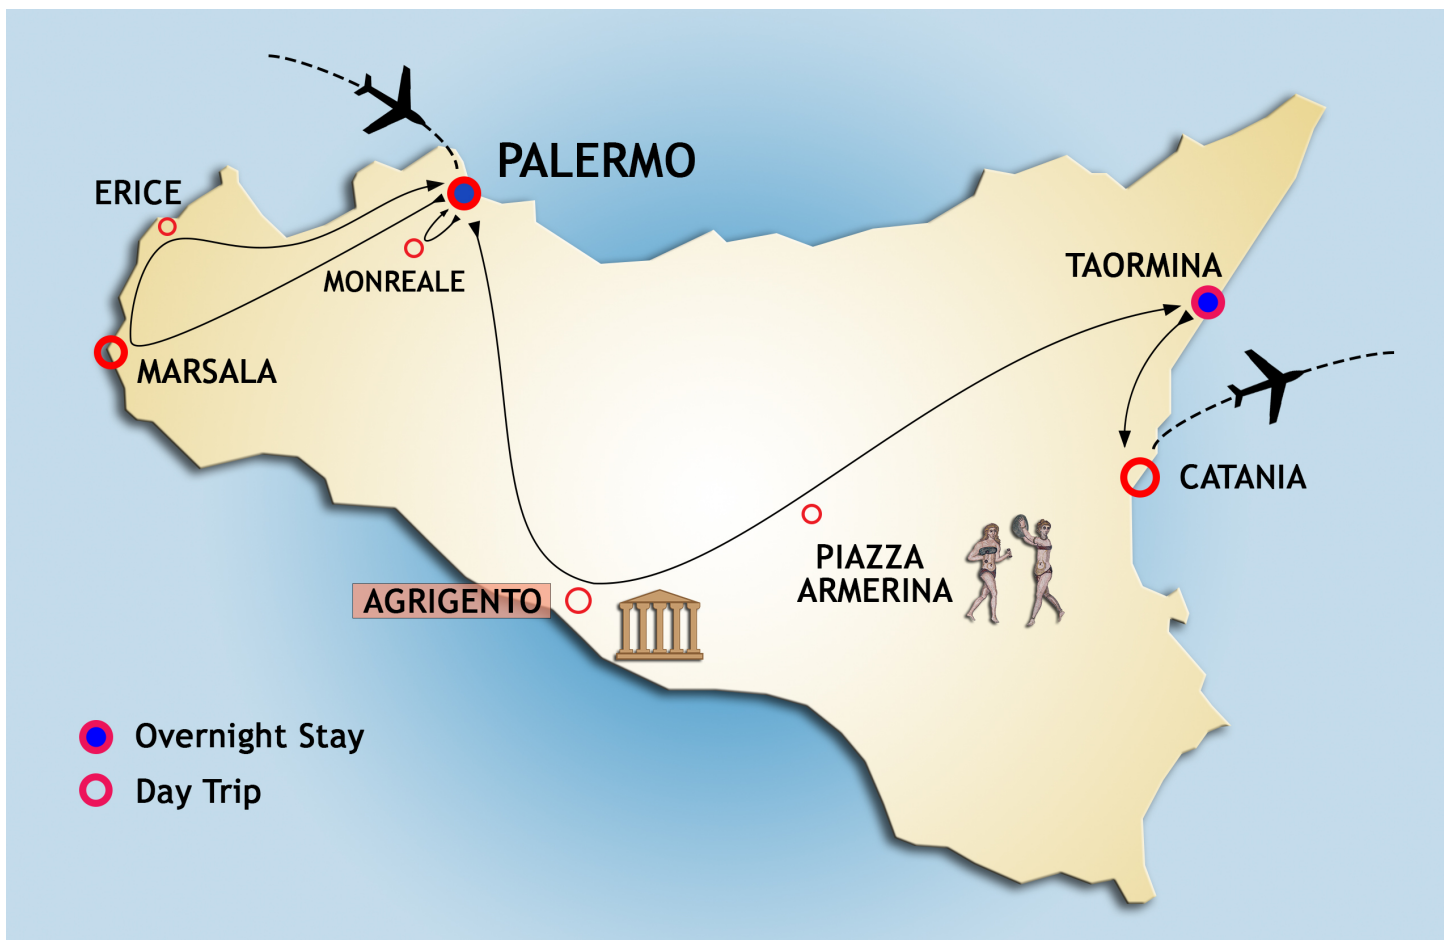 PALERMO
ERICE
MONREALE
TAORMINA
MARSALA
CATANIA
PIAZZA
ARMERINA
AGRIGENTO
Overnight Stay
Day Trip